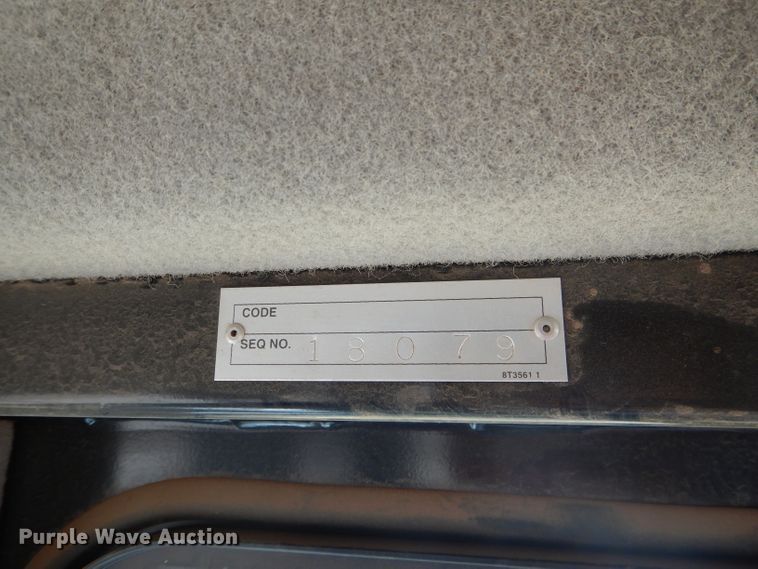 CODE
SEQ NO. 18079
8T3561 1
Purple Wave Auction